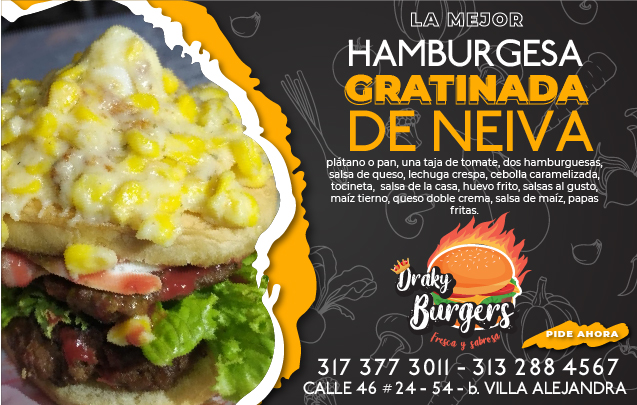 LA MEJOR
HAMBURGESA
GRATINADA
DE NEIVA
plátano o pan, una taja de tomate, dos hamburguesas,
salsa de queso, lechuga crespa, cebolla caramelizada,
tocineta, salsa de la casa, huevo frito, salsas al gusto,
maíz tierno, queso doble crema, salsa de maíz, papas
fritas.
Draky
Burgers
Fresca y sabrosa
PIDE AHORA
317 377 3011 - 313 288 4567
CALLE 46 # 24 - 54 - b. VILLA ALEJANDRA